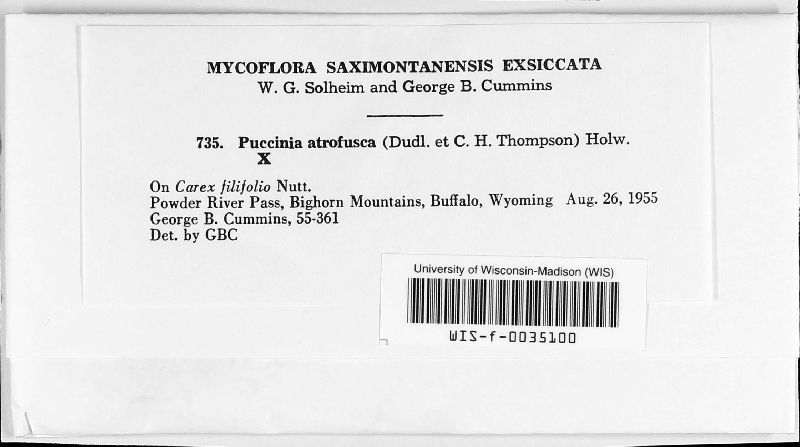 MYCOFLORA SAXIMONTANENSIS EXSICCATA
W. G. Solheim and George B. Cummins
735. Puccinia atrofusca (Dudl. et C. H. Thompson) Holw.
X
On Carex filifolio Nutt.
Powder River Pass, Bighorn Mountains, Buffalo, Wyoming Aug. 26, 1955
George B. Cummins, 55-361
Det. by GBC
University of Wisconsin-Madison (WIS)
WIS-f-0035100